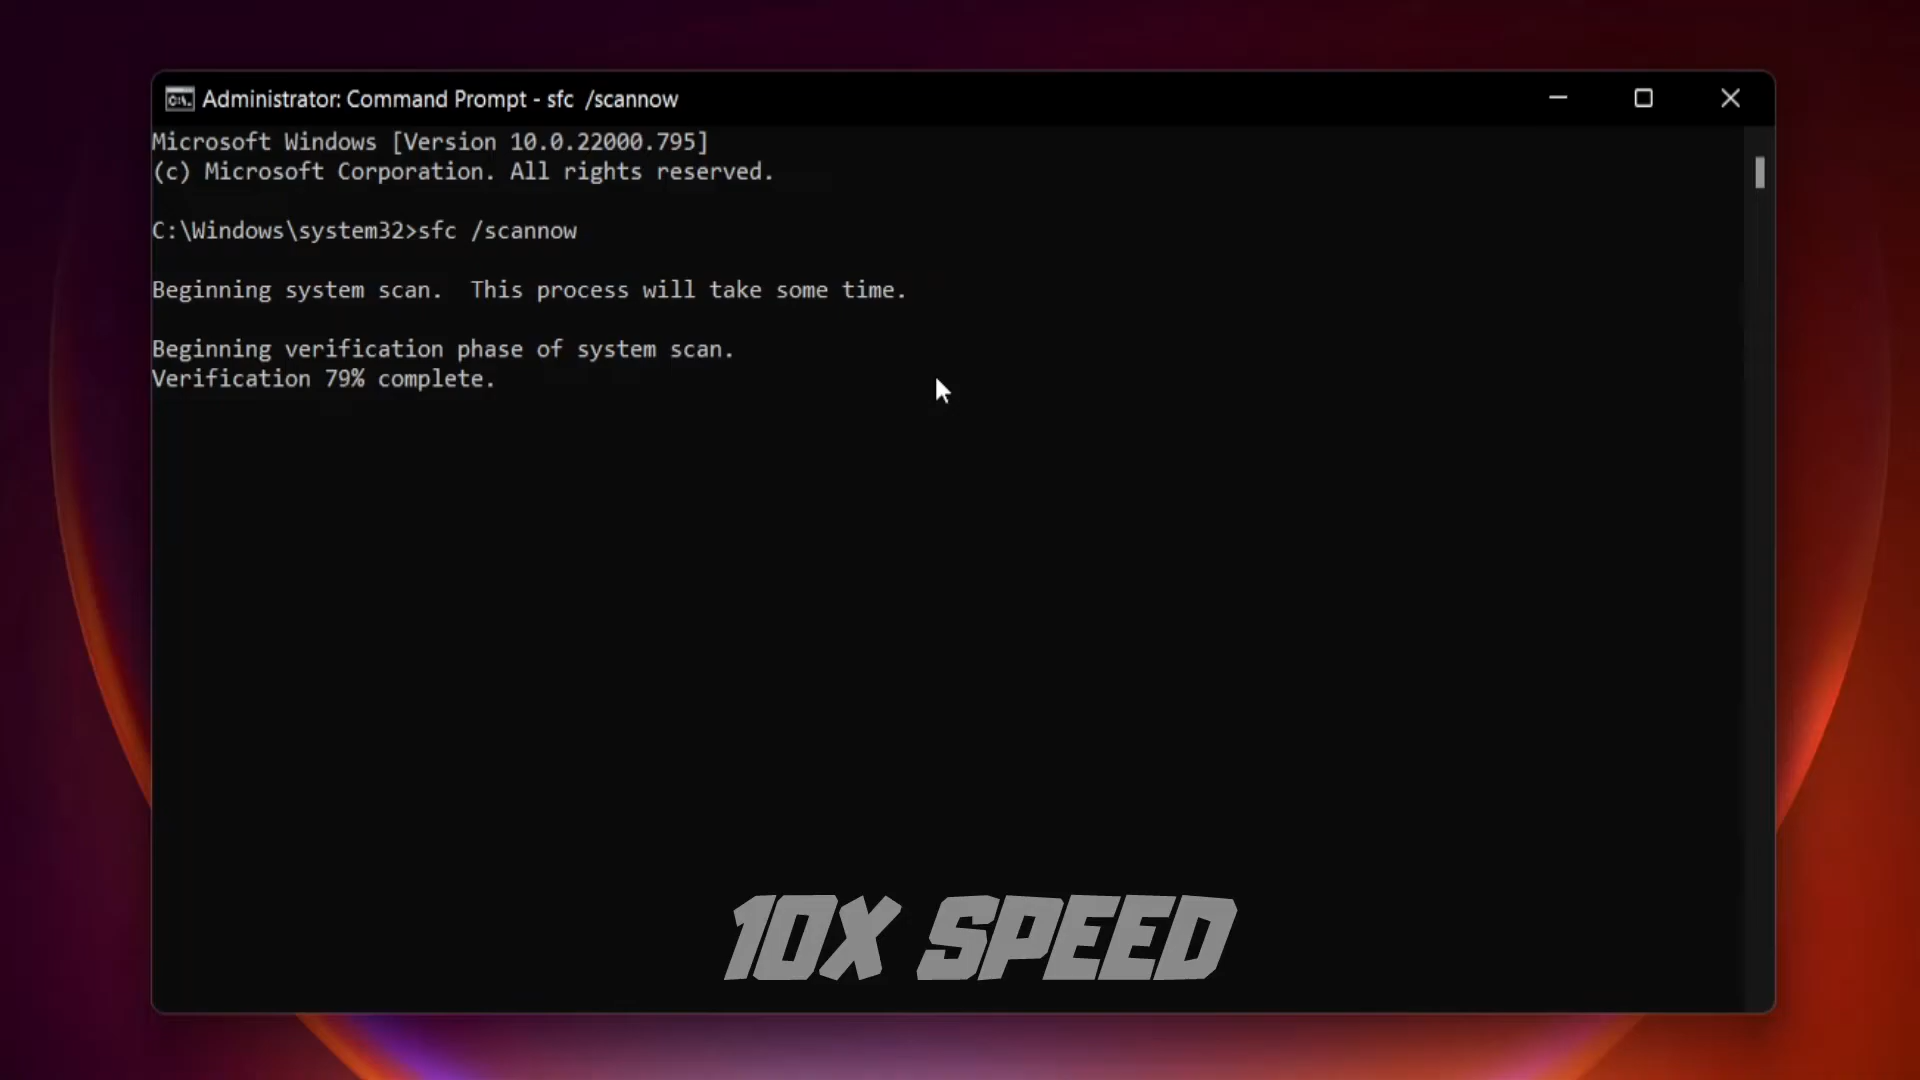 Administrator: Command Prompt - sfc  /scannow
Microsoft Windows [Version 10.0.22000.795]
(c) Microsoft Corporation. All rights reserved.
C:\Windows\system32>sfc /scannow
Beginning system scan.  This process will take some time.
Beginning verification phase of system scan.
Verification 79% complete.
10X SPEED